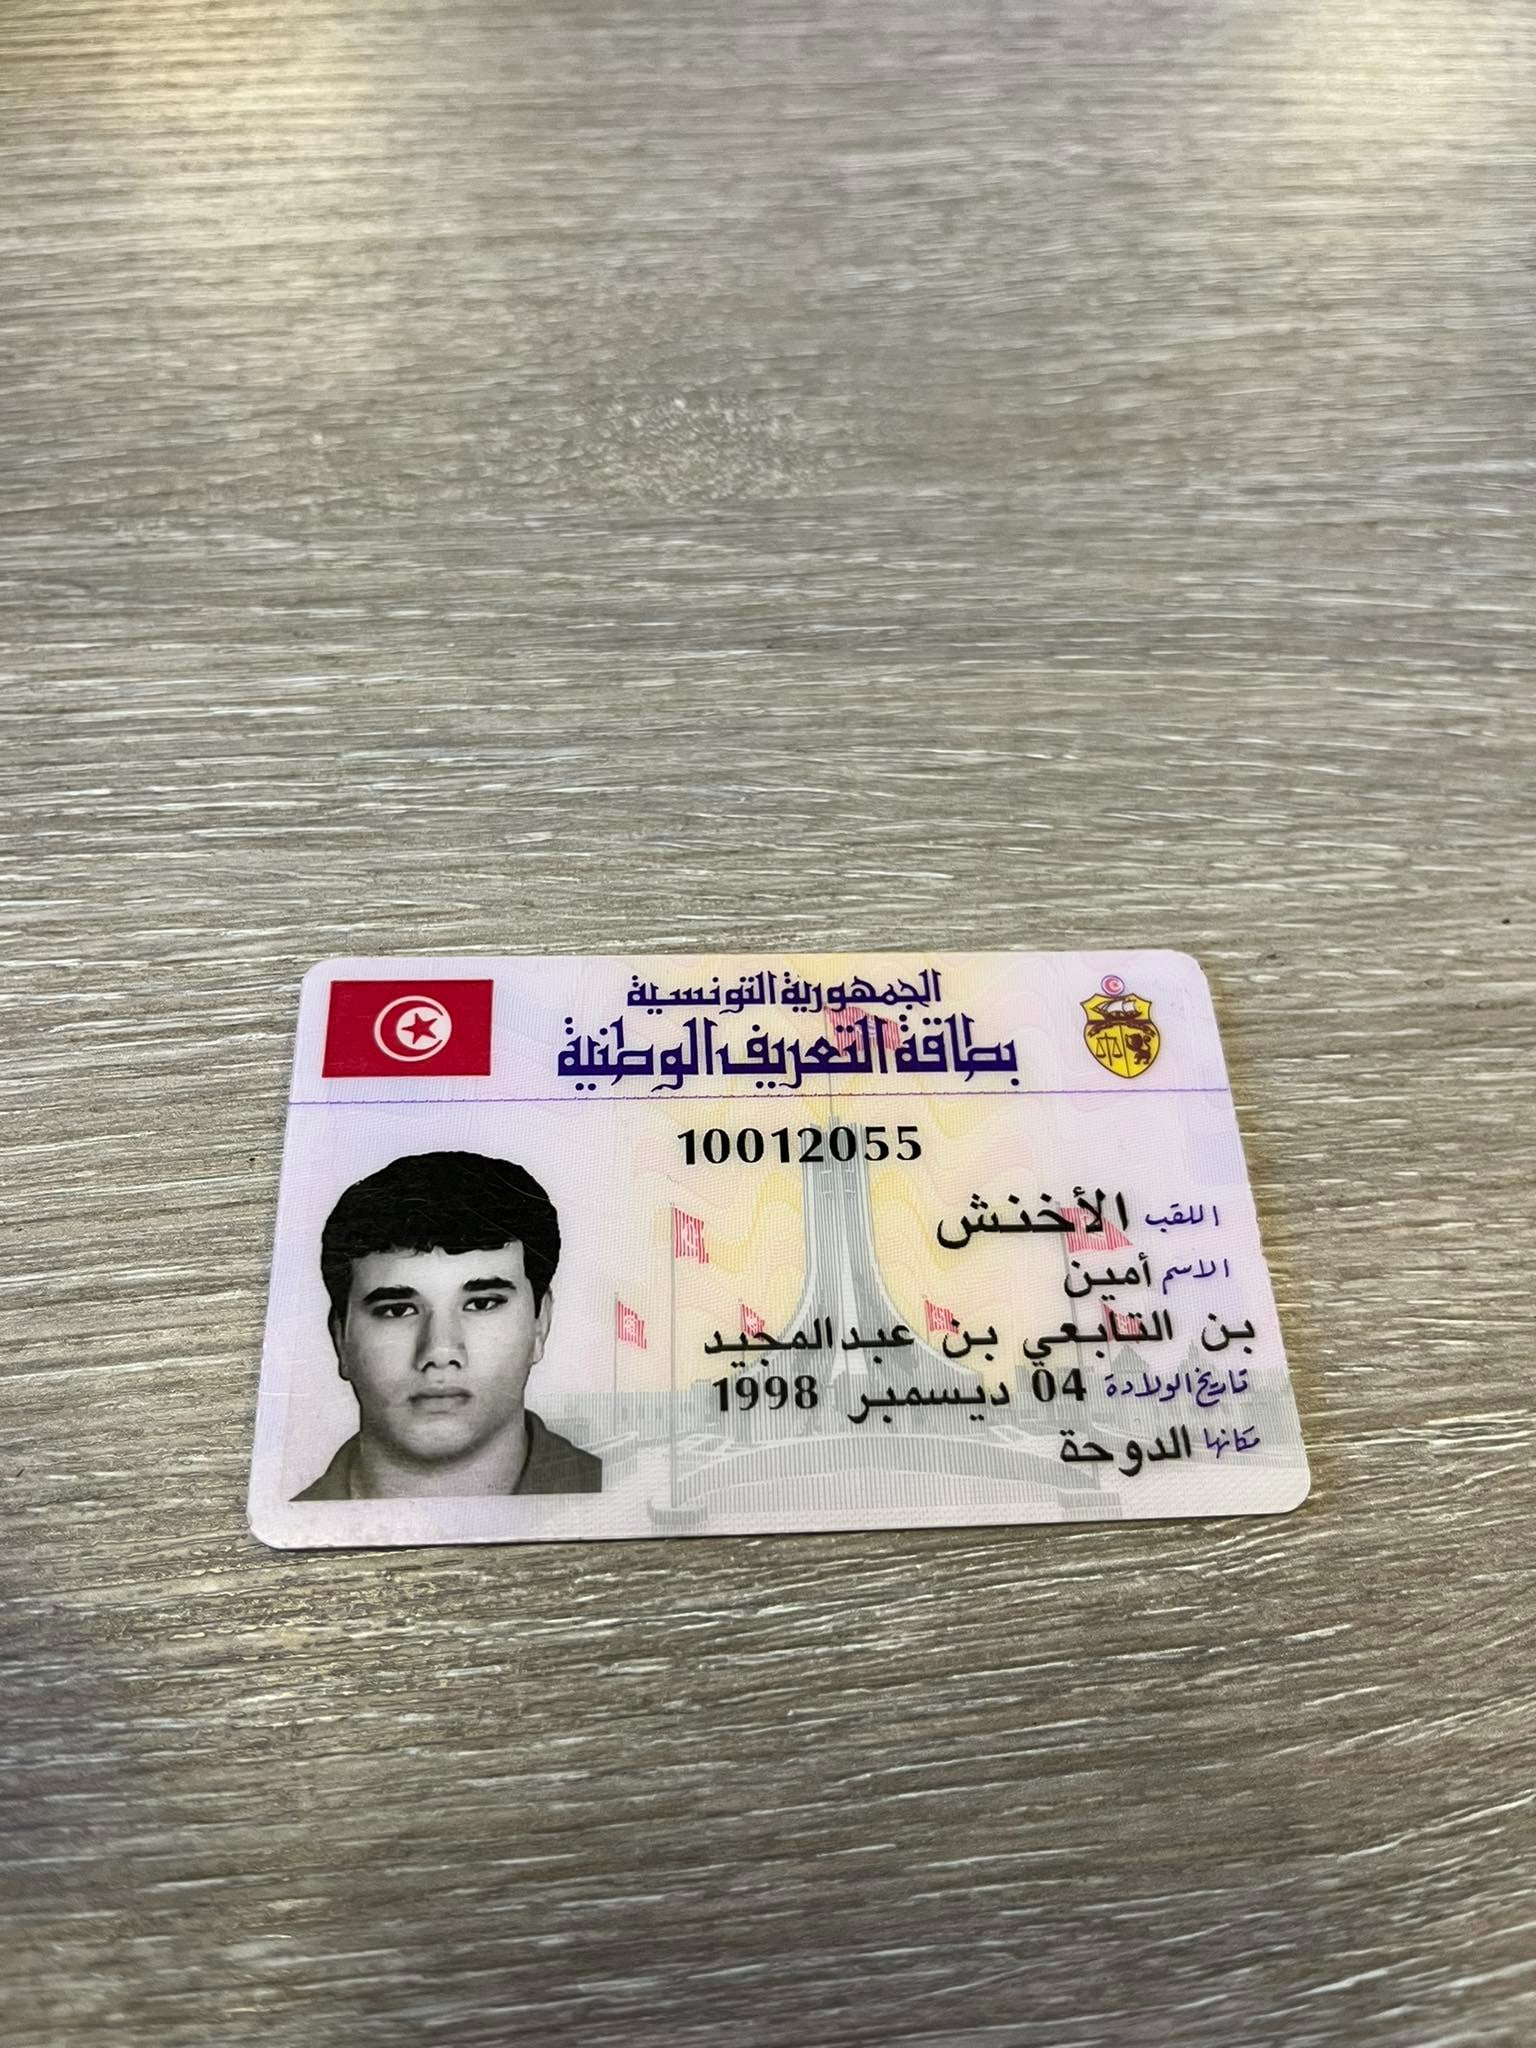 الجمهورية التونسية
بطاقة التعريف الوطنية
10012055
اللقب الأخنش
الاسم أمين
بن التابعي بن عبدالمجيد
تاريخ الولادة 04 ديسمبر 1998
مكانها الدوحة